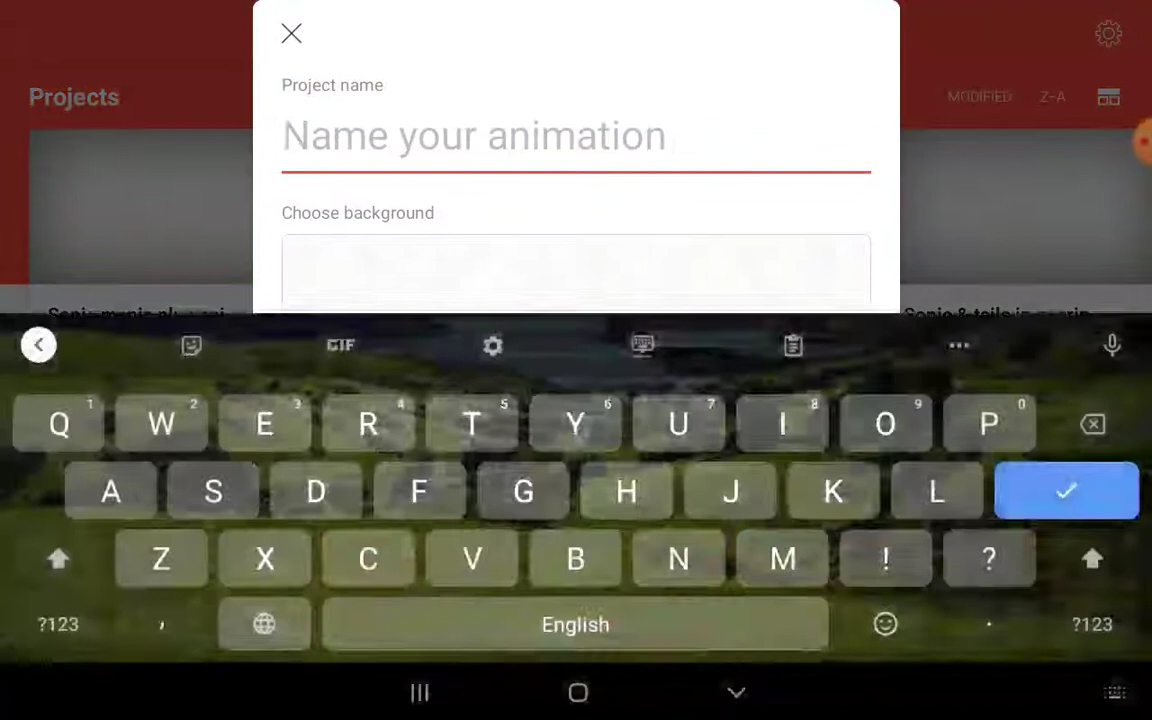 Project name
Projects
MODIFIED
Z–A
Name your animation
Choose background
GIF
Q 1 W 2 E 3 R 4 T 5 Y 6 U 7 I 8 O 9 P 0
A S D F G H J K L
Z X C V B N M ! ?
?123 , English . ?123